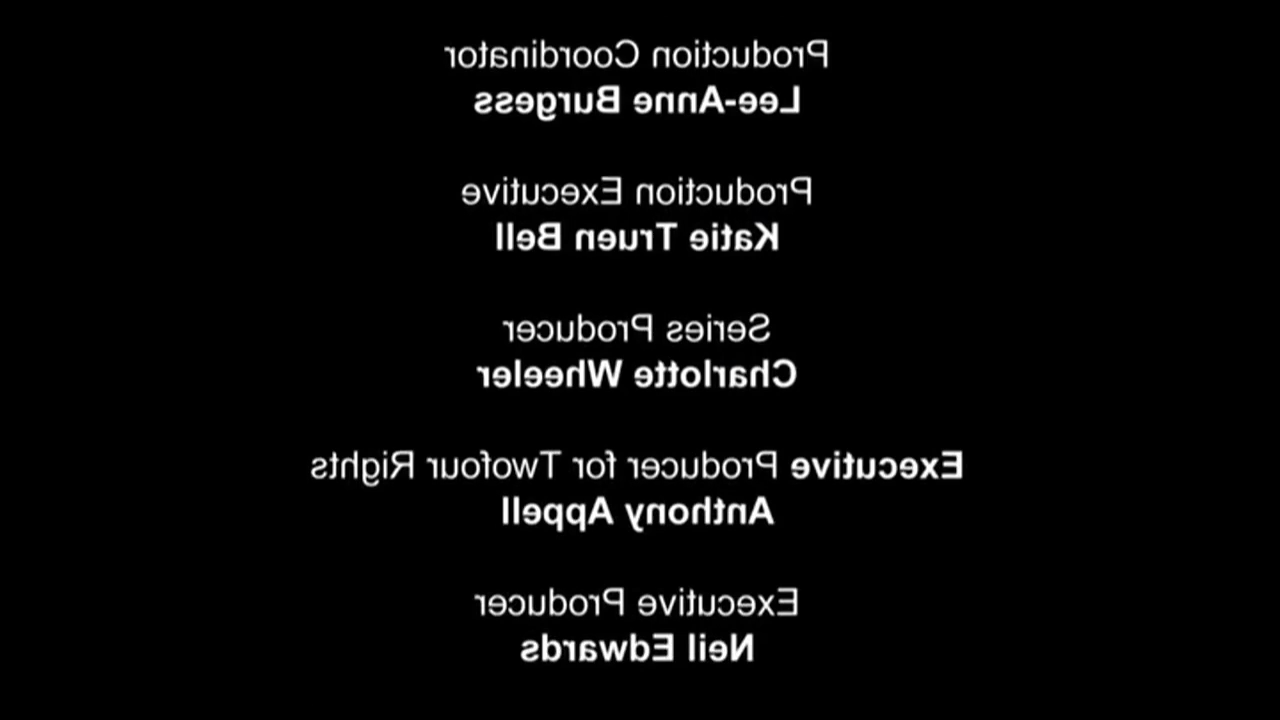 Production Coordinator
Lee-Anne Burgess
Production Executive
Katie Truen Bell
Series Producer
Charlotte Wheeler
Executive Producer for Twofour Rights
Anthony Appell
Executive Producer
Neil Edwards